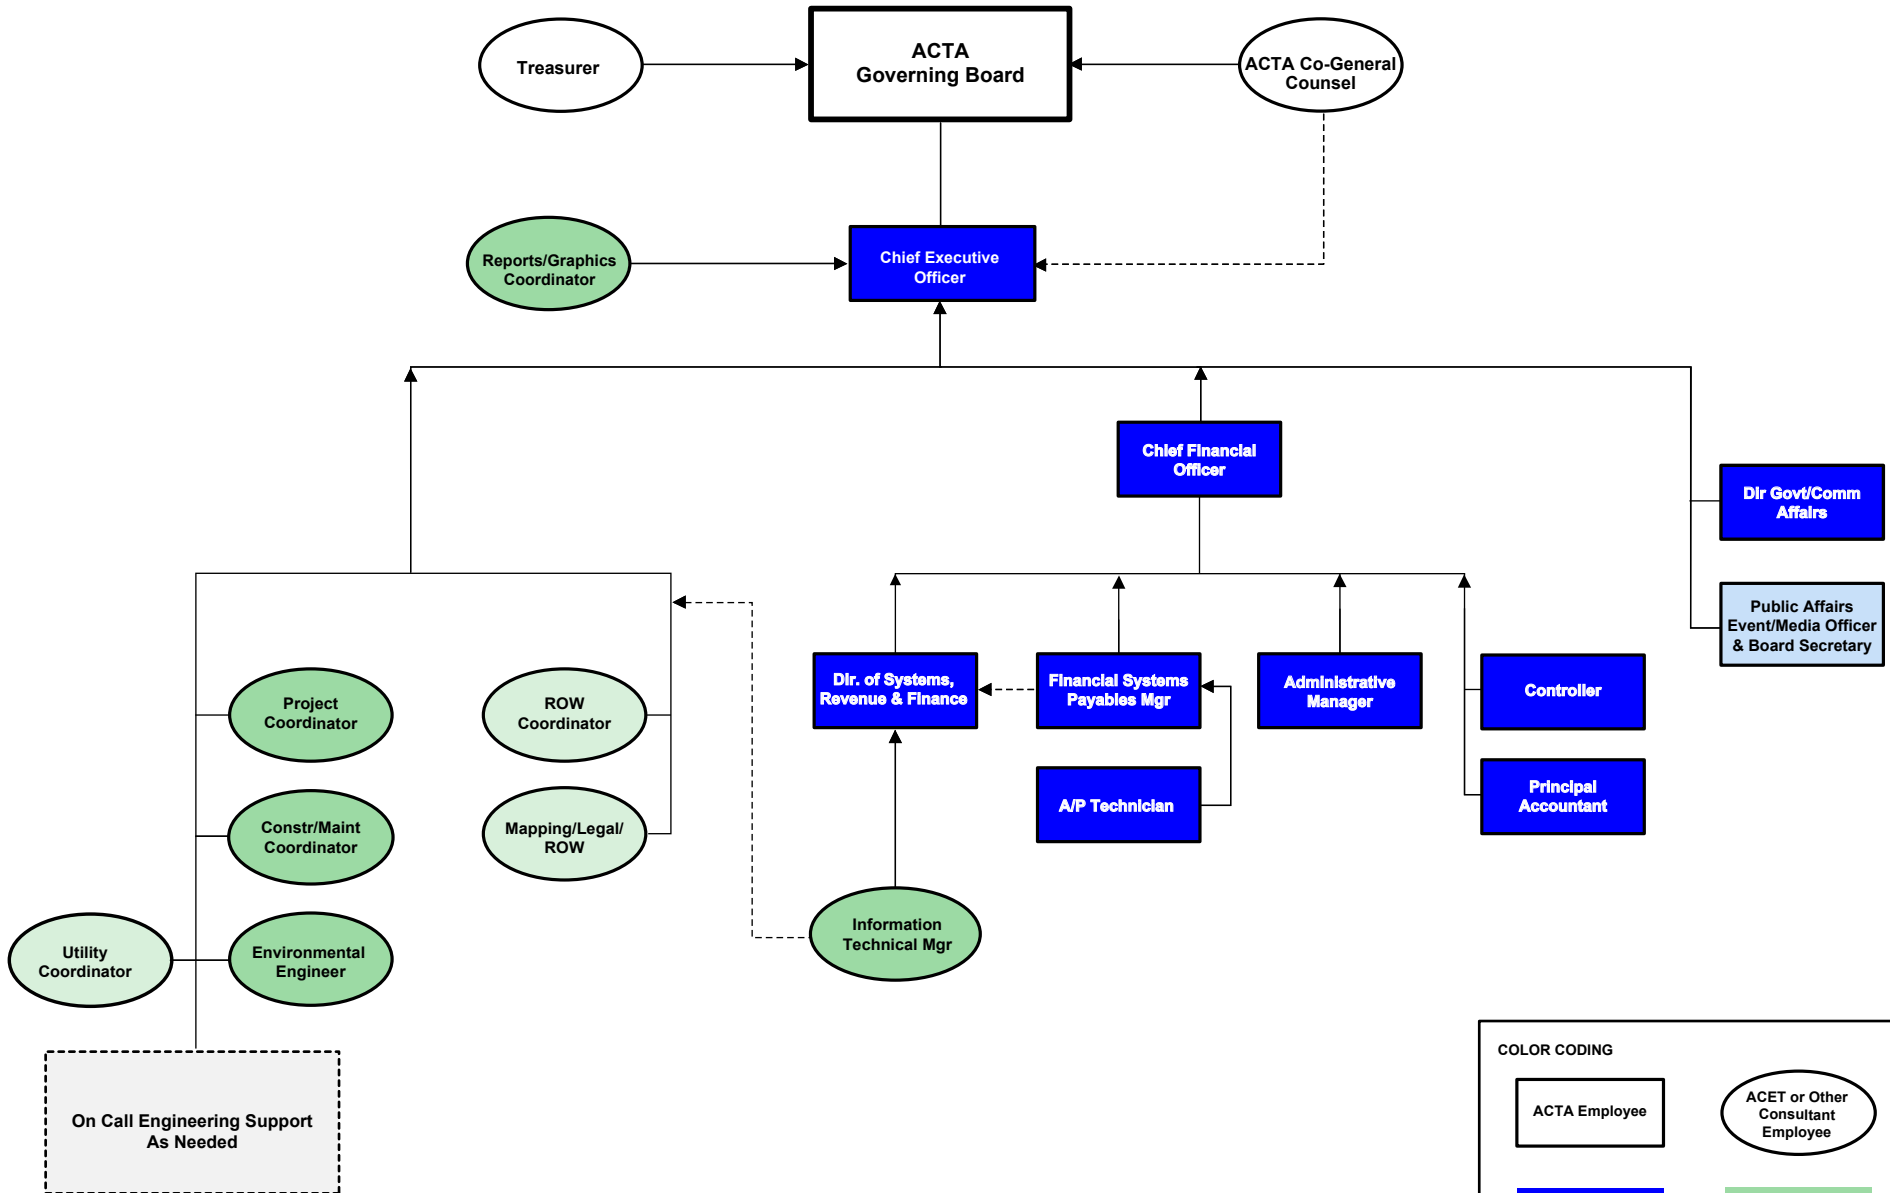 Treasurer
ACTA
Governing Board
ACTA Co-General
Counsel
Reports/Graphics
Coordinator
Chief Executive
Officer
Chief Financial
Officer
Dir Govt/Comm
Affairs
Public Affairs
Event/Media Officer
& Board Secretary
Project
Coordinator
ROW
Coordinator
Dir. of Systems,
Revenue & Finance
Financial Systems
Payables Mgr
Administrative
Manager
Controller
Constr/Maint
Coordinator
Mapping/Legal/
ROW
A/P Technician
Principal
Accountant
Utility
Coordinator
Environmental
Engineer
Information
Technical Mgr
On Call Engineering Support
As Needed
COLOR CODING
ACTA Employee
ACET or Other
Consultant
Employee